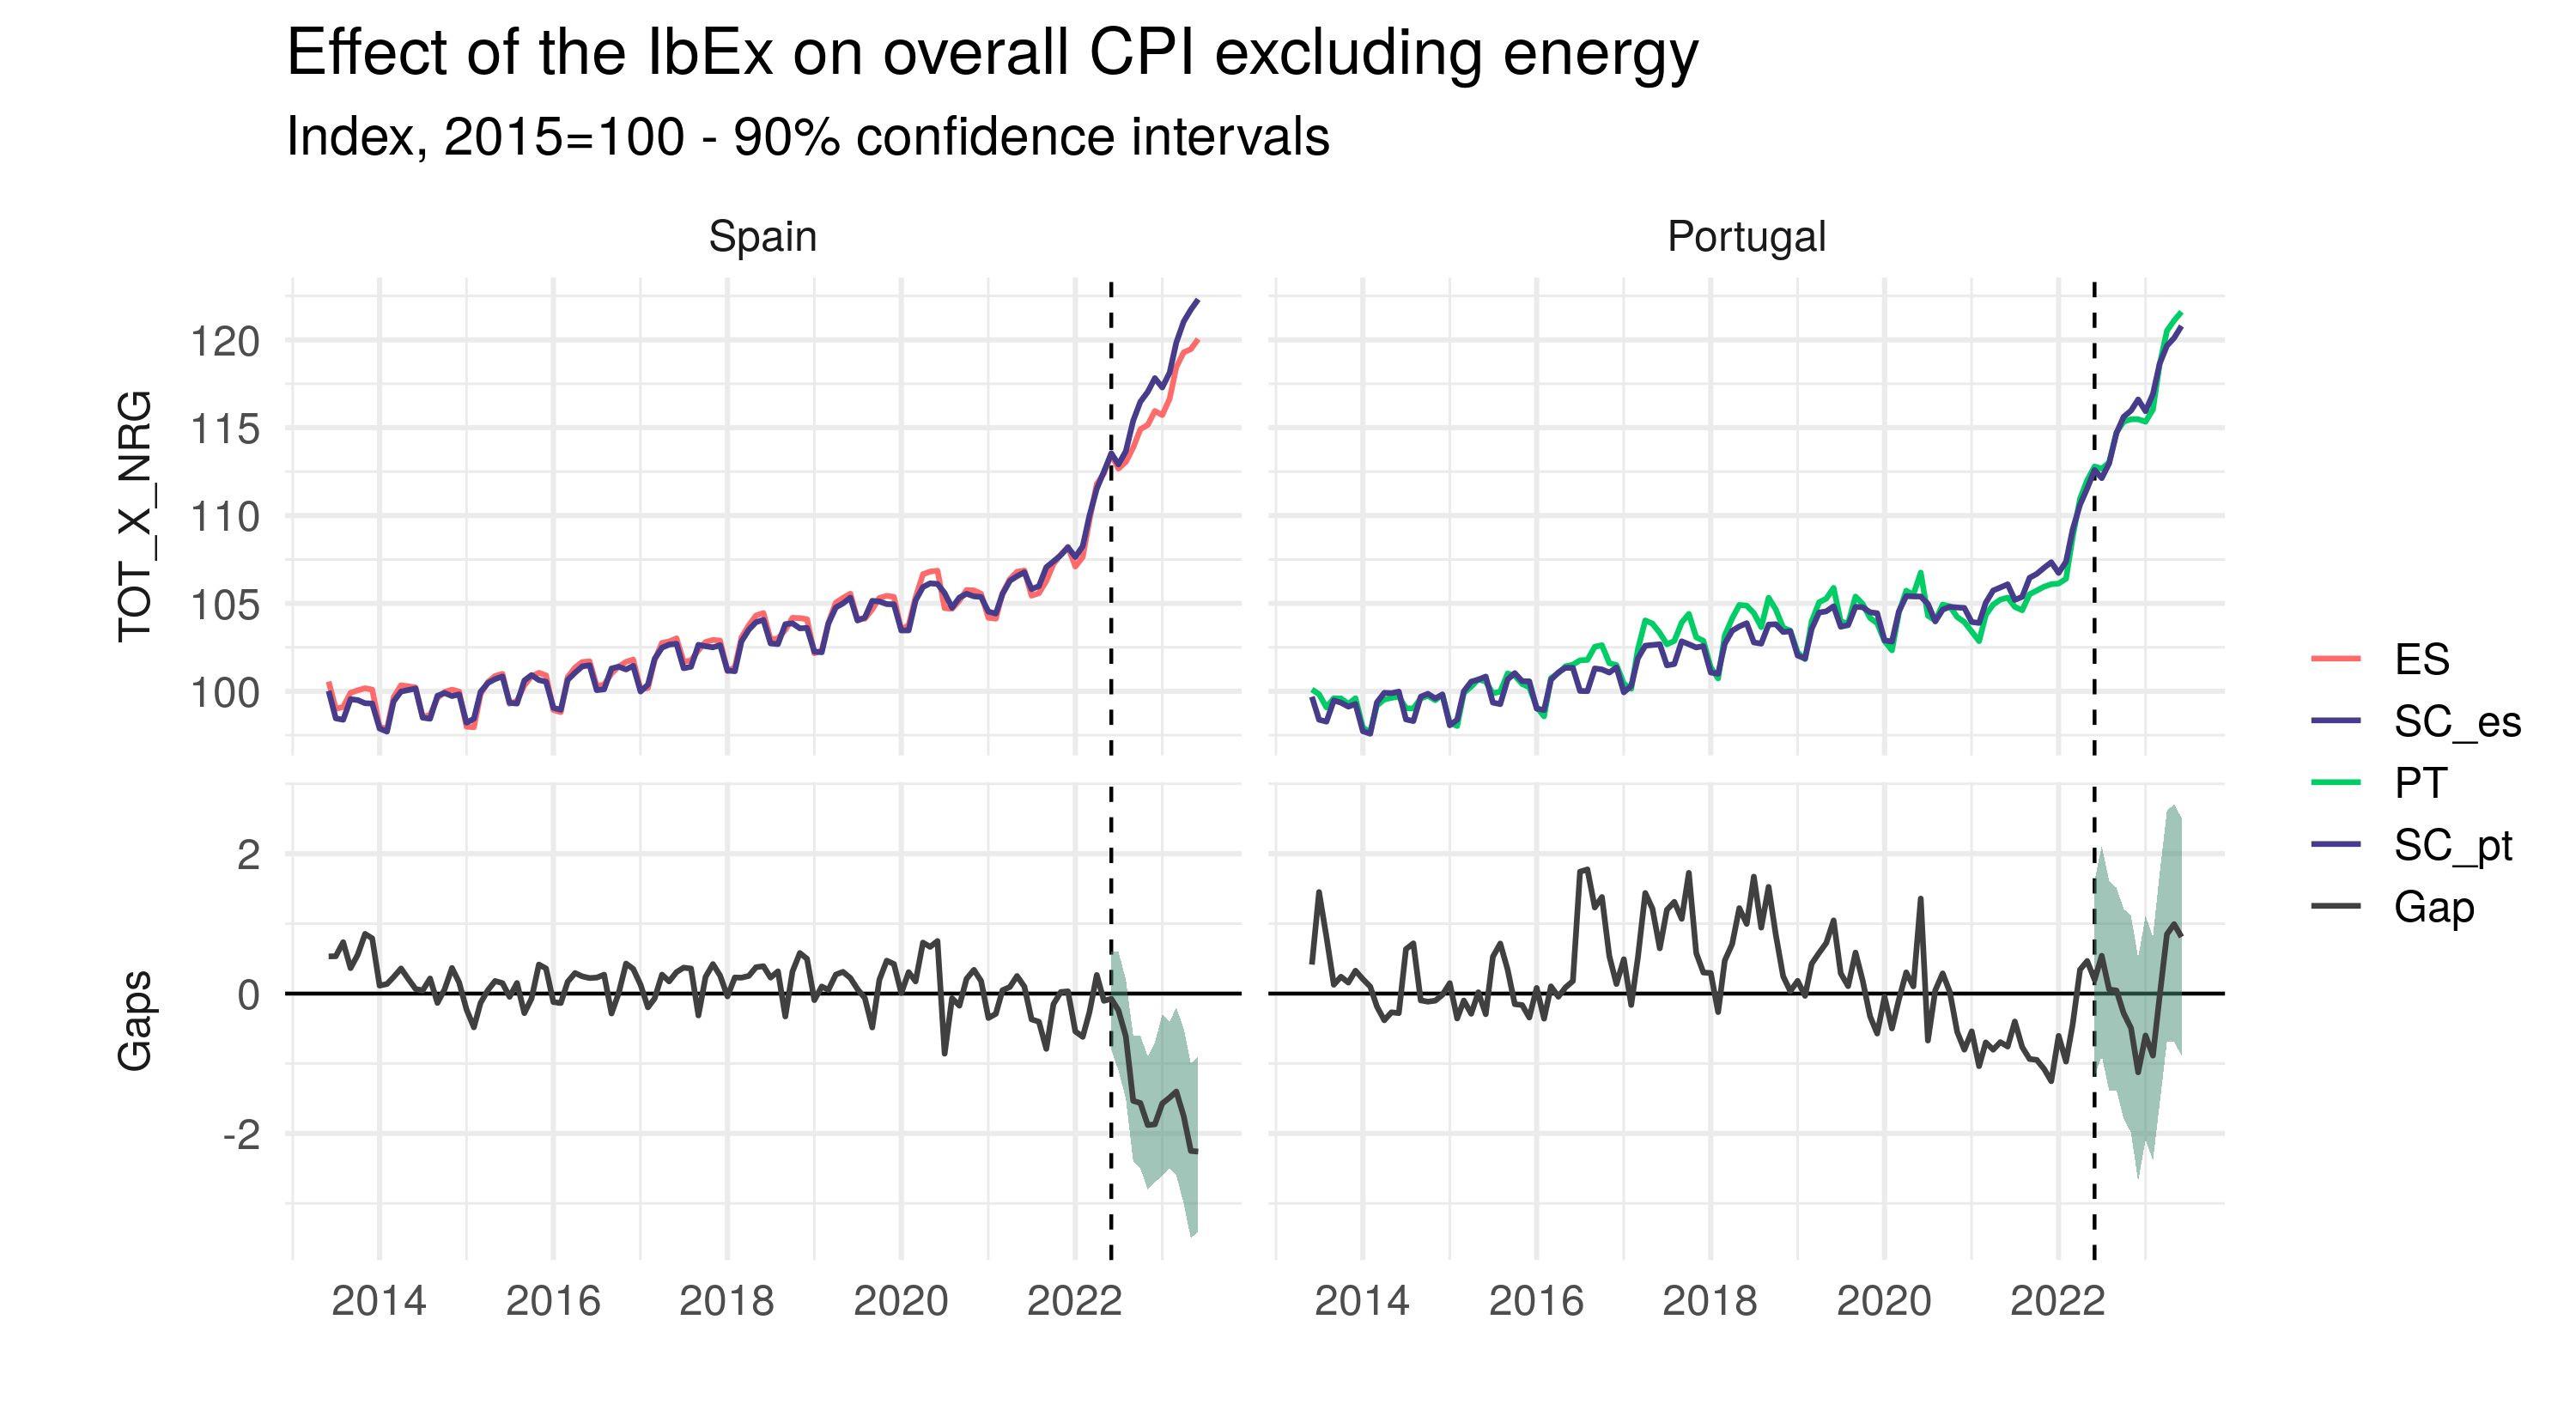 Effect of the IbEx on overall CPI excluding energy
Index, 2015=100 - 90% confidence intervals
Spain
Portugal
TOT_X_NRG
120
115
110
105
100
Gaps
2
0
-2
2014
2016
2018
2020
2022
2014
2016
2018
2020
2022
ES
SC_es
PT
SC_pt
Gap